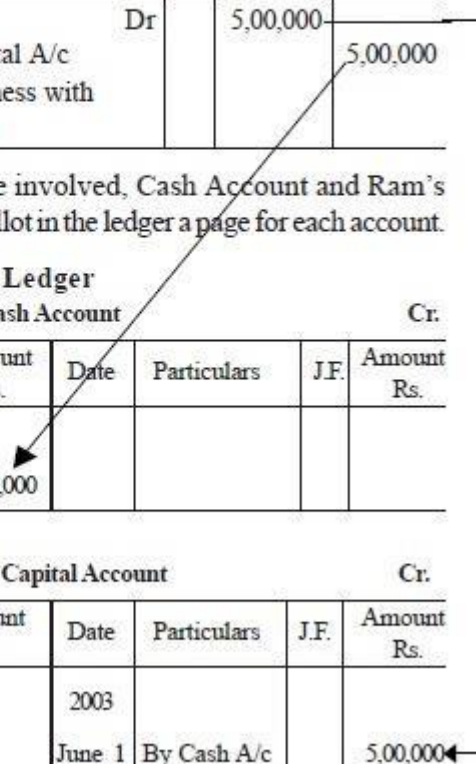 Dr 5,00,000
al A/c 5,00,000
ess with
e involved, Cash Account and Ram's
llot in the ledger a page for each account.
Ledger
ash Account Cr.
unt Date Particulars J.F. Amount
. Rs.
,000
Capital Account Cr.
unt Date Particulars J.F. Amount
Rs.
2003
June 1 By Cash A/c 5,00,000